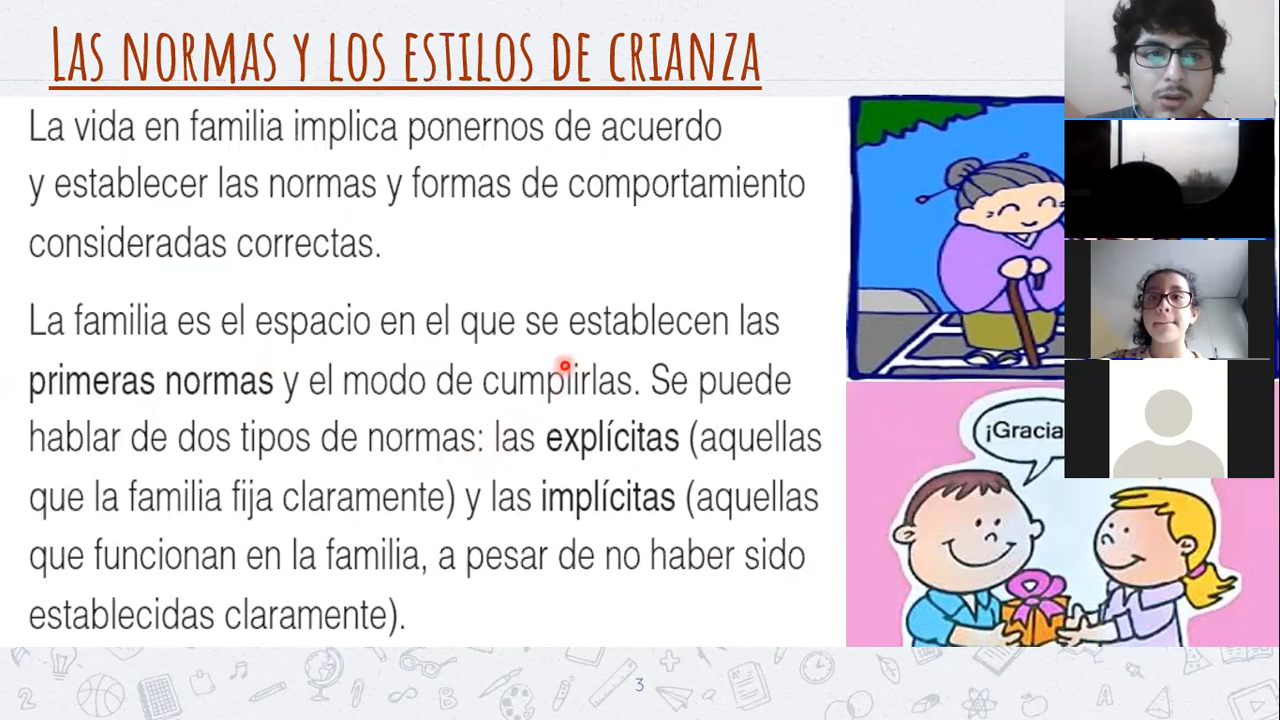 LAS NORMAS Y LOS ESTILOS DE CRIANZA
La vida en familia implica ponernos de acuerdo
y establecer las normas y formas de comportamiento
consideradas correctas.
La familia es el espacio en el que se establecen las
primeras normas y el modo de cumplirlas. Se puede
hablar de dos tipos de normas: las explícitas (aquellas
que la familia fija claramente) y las implícitas (aquellas
que funcionan en la familia, a pesar de no haber sido
establecidas claramente).
¡Gracia
3